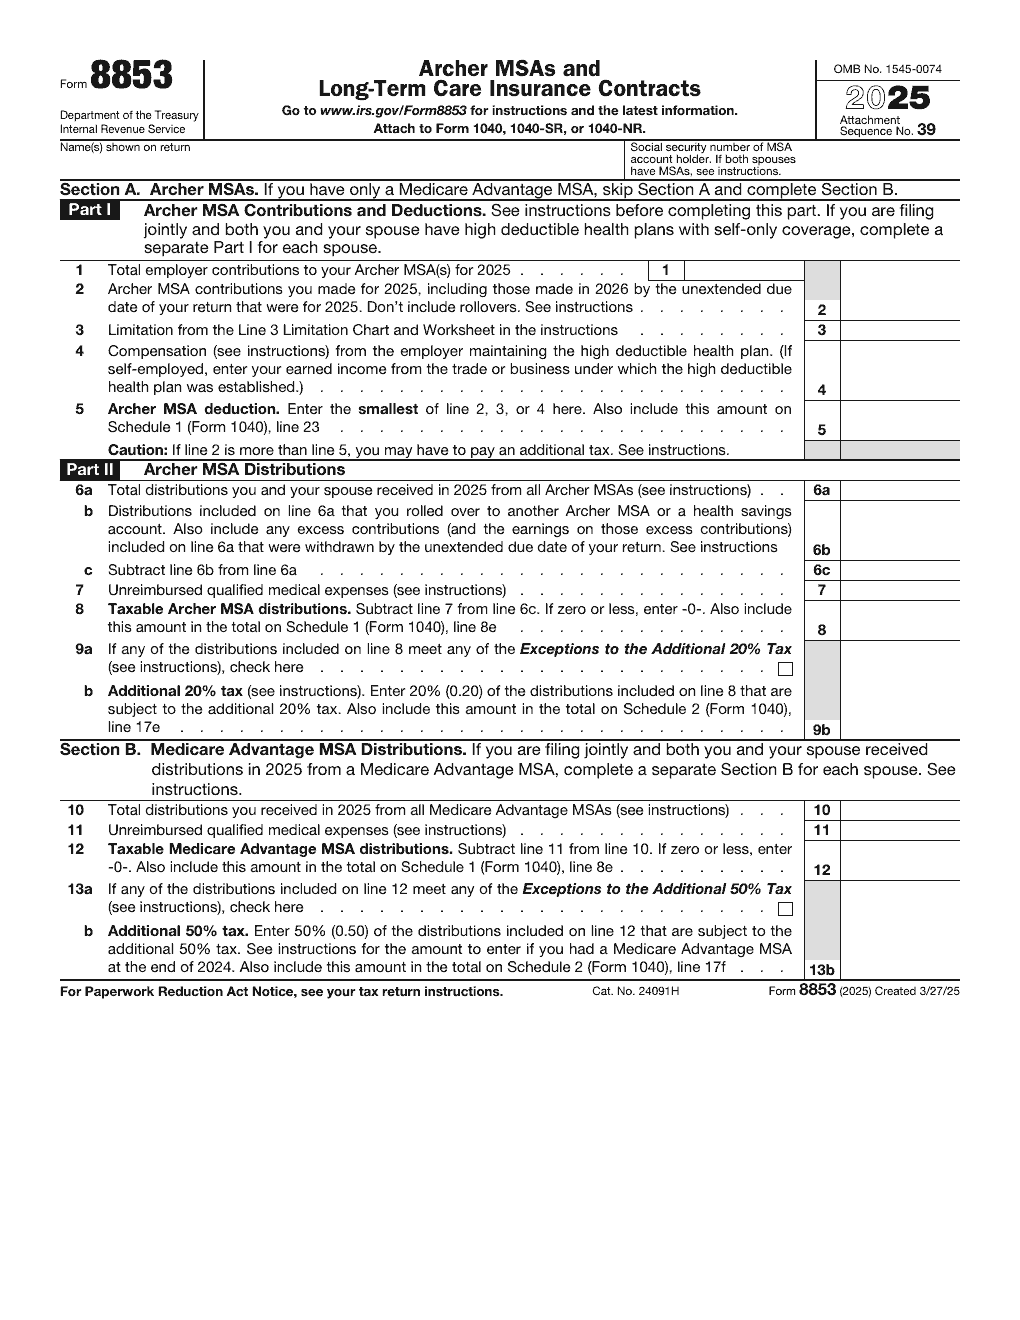 Form 8853
Department of the Treasury
Internal Revenue Service
Archer MSAs and
Long-Term Care Insurance Contracts
Go to www.irs.gov/Form8853 for instructions and the latest information.
Attach to Form 1040, 1040-SR, or 1040-NR.
OMB No. 1545-0074
2025
Attachment
Sequence No. 39
Name(s) shown on return
Social security number of MSA
account holder. If both spouses
have MSAs, see instructions.
Section A. Archer MSAs. If you have only a Medicare Advantage MSA, skip Section A and complete Section B.
Part I Archer MSA Contributions and Deductions. See instructions before completing this part. If you are filing
jointly and both you and your spouse have high deductible health plans with self-only coverage, complete a
separate Part I for each spouse.
1 Total employer contributions to your Archer MSA(s) for 2025 . . . . . . 1
2 Archer MSA contributions you made for 2025, including those made in 2026 by the unextended due
date of your return that were for 2025. Don't include rollovers. See instructions . . . . . . . . 2
3 Limitation from the Line 3 Limitation Chart and Worksheet in the instructions . . . . . . . . 3
4 Compensation (see instructions) from the employer maintaining the high deductible health plan. (If
self-employed, enter your earned income from the trade or business under which the high deductible
health plan was established.) . . . . . . . . . . . . . . . . . . . . . . . . 4
5 Archer MSA deduction. Enter the smallest of line 2, 3, or 4 here. Also include this amount on
Schedule 1 (Form 1040), line 23 . . . . . . . . . . . . . . . . . . . . . . . 5
Caution: If line 2 is more than line 5, you may have to pay an additional tax. See instructions.
Part II Archer MSA Distributions
6a Total distributions you and your spouse received in 2025 from all Archer MSAs (see instructions) . . 6a
b Distributions included on line 6a that you rolled over to another Archer MSA or a health savings
account. Also include any excess contributions (and the earnings on those excess contributions)
included on line 6a that were withdrawn by the unextended due date of your return. See instructions 6b
c Subtract line 6b from line 6a . . . . . . . . . . . . . . . . . . . . . . . . 6c
7 Unreimbursed qualified medical expenses (see instructions) . . . . . . . . . . . . . . 7
8 Taxable Archer MSA distributions. Subtract line 7 from line 6c. If zero or less, enter -0-. Also include
this amount in the total on Schedule 1 (Form 1040), line 8e . . . . . . . . . . . . . . 8
9a If any of the distributions included on line 8 meet any of the Exceptions to the Additional 20% Tax
(see instructions), check here . . . . . . . . . . . . . . . . . . . . . . .
b Additional 20% tax (see instructions). Enter 20% (0.20) of the distributions included on line 8 that are
subject to the additional 20% tax. Also include this amount in the total on Schedule 2 (Form 1040),
line 17e . . . . . . . . . . . . . . . . . . . . . . . . . . . . . . . 9b
Section B. Medicare Advantage MSA Distributions. If you are filing jointly and both you and your spouse received
distributions in 2025 from a Medicare Advantage MSA, complete a separate Section B for each spouse. See
instructions.
10 Total distributions you received in 2025 from all Medicare Advantage MSAs (see instructions) . . . 10
11 Unreimbursed qualified medical expenses (see instructions) . . . . . . . . . . . . . . 11
12 Taxable Medicare Advantage MSA distributions. Subtract line 11 from line 10. If zero or less, enter
-0-. Also include this amount in the total on Schedule 1 (Form 1040), line 8e . . . . . . . . . 12
13a If any of the distributions included on line 12 meet any of the Exceptions to the Additional 50% Tax
(see instructions), check here . . . . . . . . . . . . . . . . . . . . . . .
b Additional 50% tax. Enter 50% (0.50) of the distributions included on line 12 that are subject to the
additional 50% tax. See instructions for the amount to enter if you had a Medicare Advantage MSA
at the end of 2024. Also include this amount in the total on Schedule 2 (Form 1040), line 17f . . . 13b
For Paperwork Reduction Act Notice, see your tax return instructions. Cat. No. 24091H Form 8853 (2025) Created 3/27/25